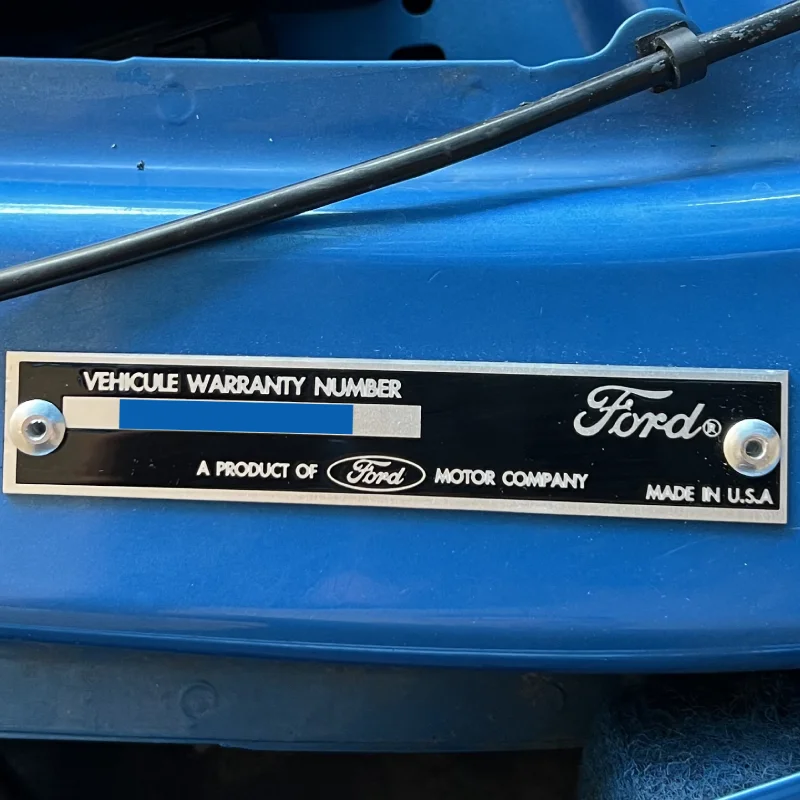 VEHICULE WARRANTY NUMBER
Ford®
A PRODUCT OF Ford MOTOR COMPANY
MADE IN U.S.A